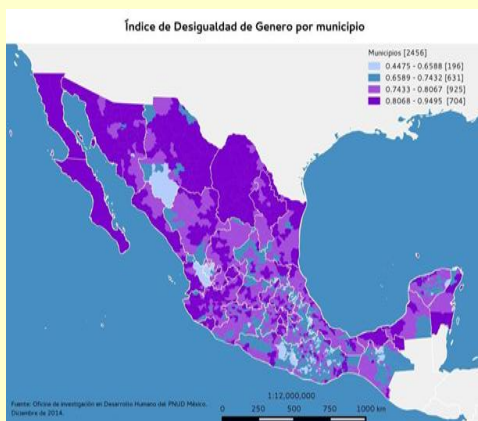 Índice de Desigualdad de Genero por municipio
Municipios [2456]
0.4475 - 0.6588 [196]
0.6589 - 0.7432 [631]
0.7433 - 0.8067 [925]
0.8068 - 0.9495 [704]
1:12,000,000
Fuente: Oficina de investigación en Desarrollo Humano del PNUD México.
Diciembre de 2014.
0 250 500 750 1000 km